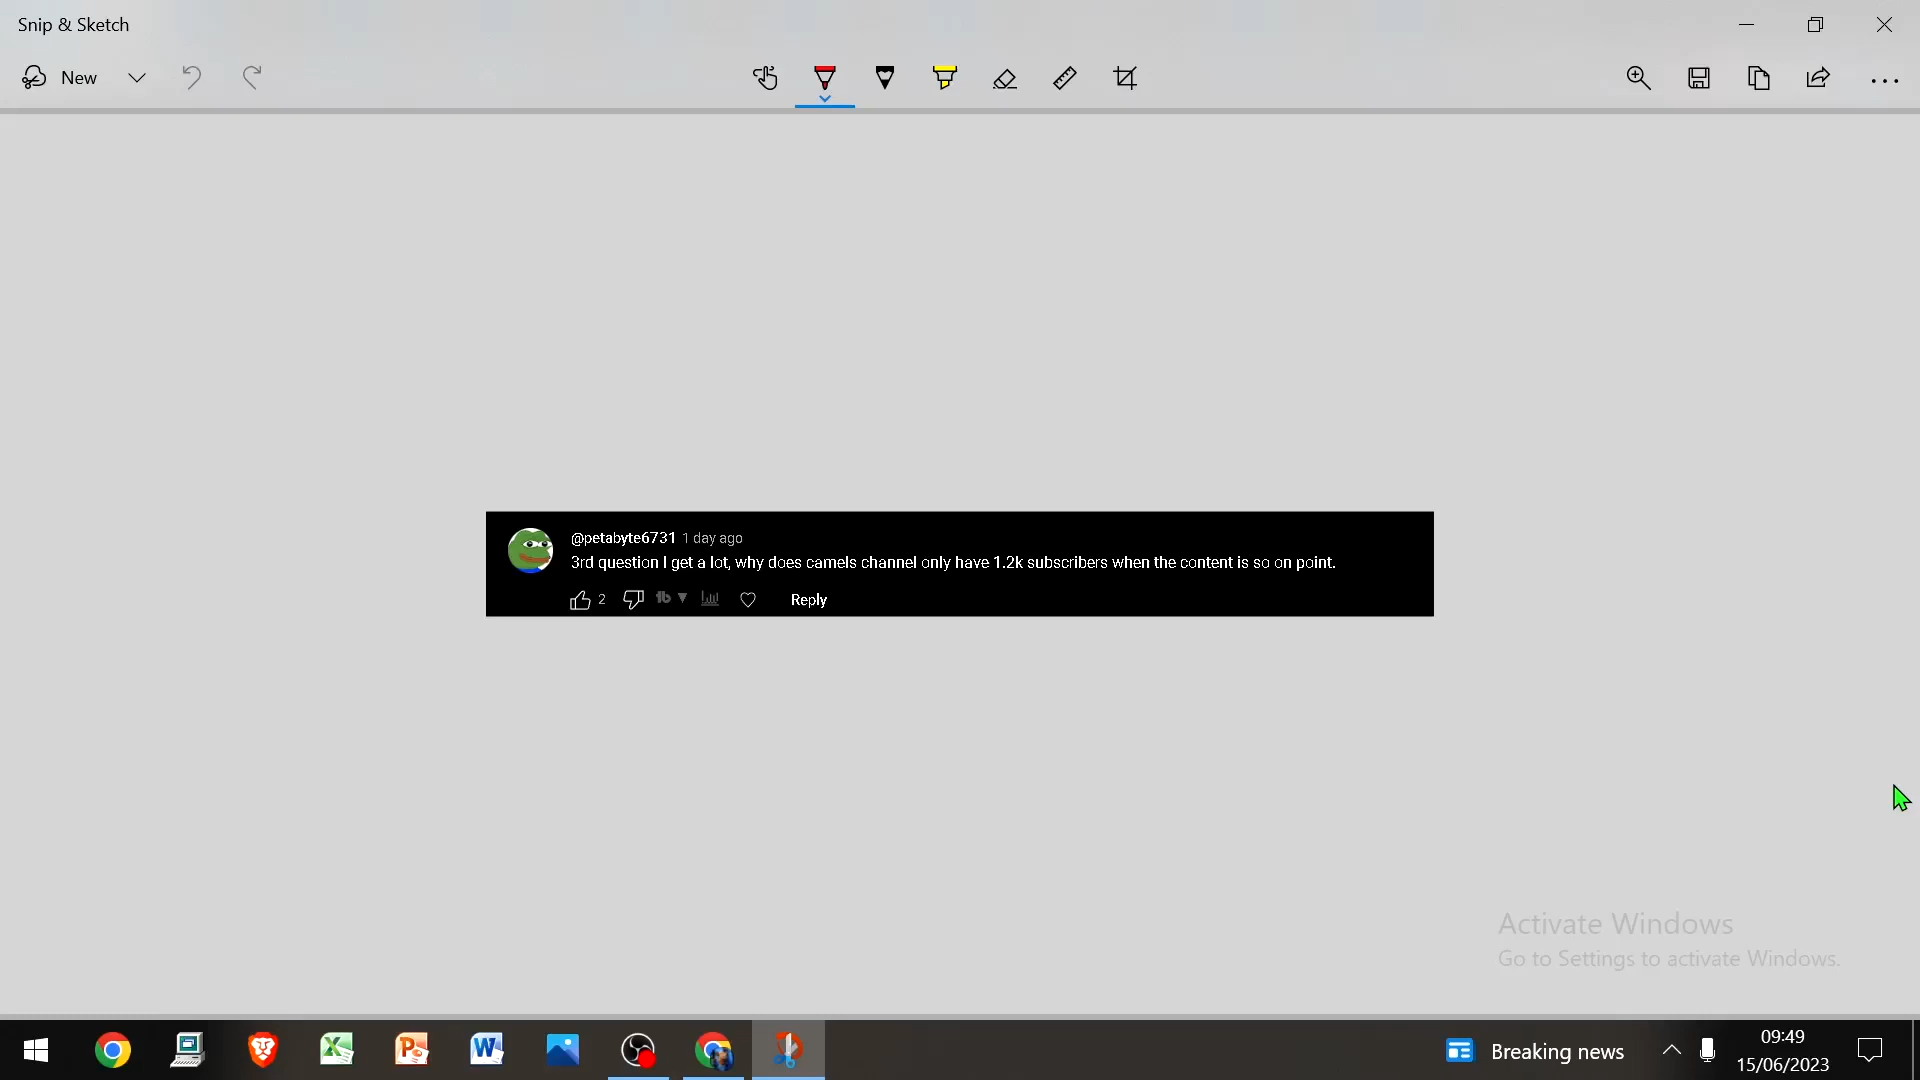 Snip & Sketch
New
@petabyte6731 1 day ago
3rd question I get a lot, why does camels channel only have 1.2k subscribers when the content is so on point.
2
Reply
Activate Windows
Go to Settings to activate Windows.
Breaking news
09:49
15/06/2023